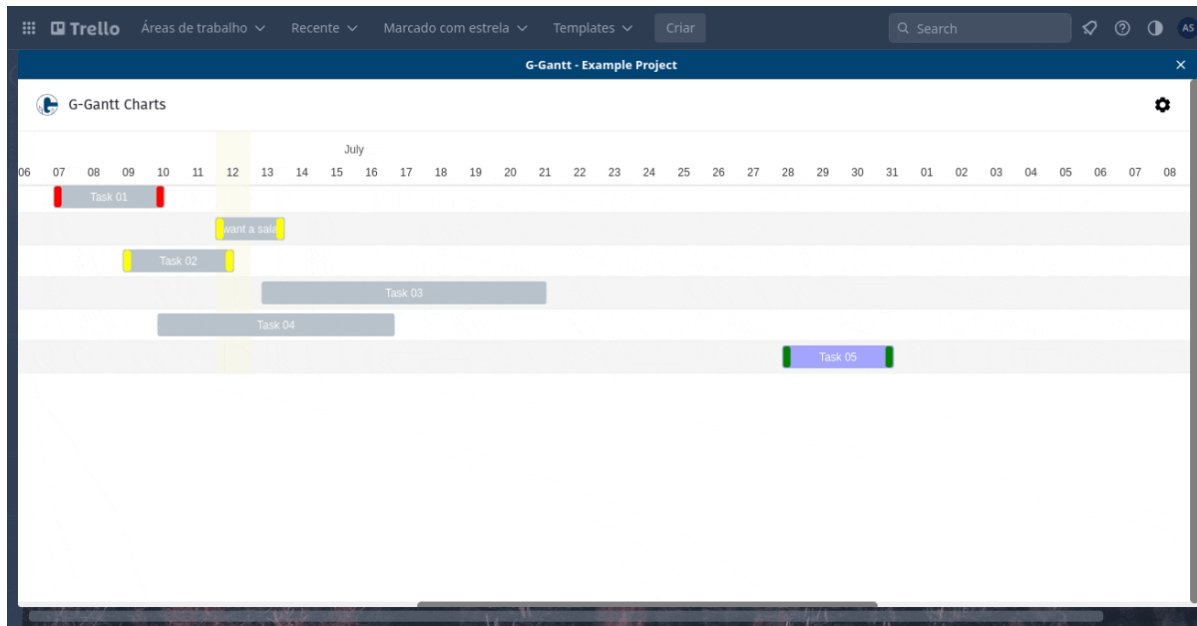 Trello Áreas de trabalho Recente Marcado com estrela Templates Criar Search AS
G-Gantt - Example Project
G-Gantt Charts
July
06 07 08 09 10 11 12 13 14 15 16 17 18 19 20 21 22 23 24 25 26 27 28 29 30 31 01 02 03 04 05 06 07 08
Task 01
want a sala
Task 02
Task 03
Task 04
Task 05